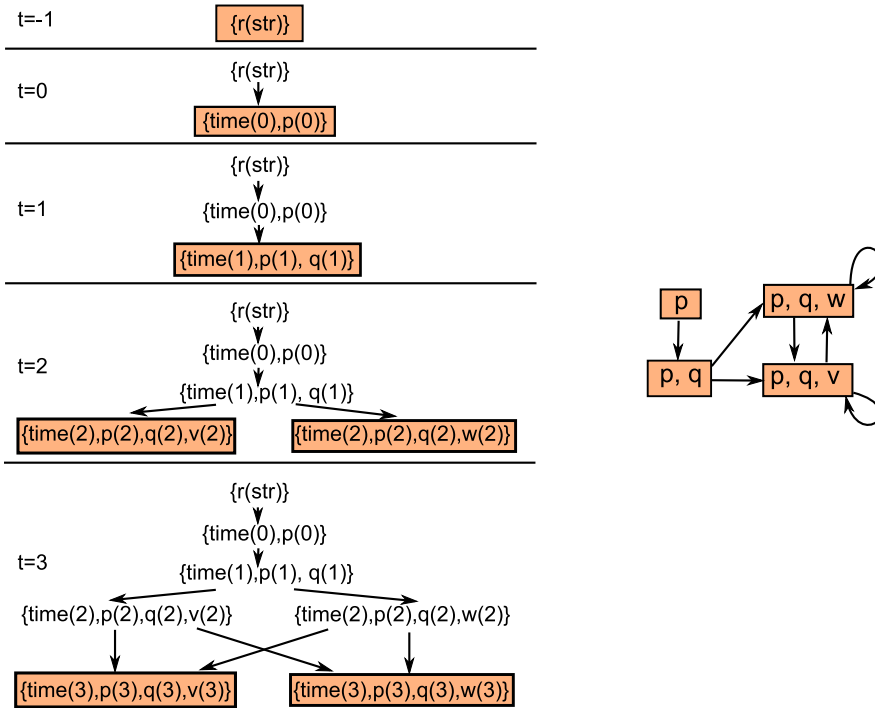 t=-1
{r(str)}
t=0
{r(str)}
{time(0),p(0)}
t=1
{r(str)}
{time(0),p(0)}
{time(1),p(1), q(1)}
t=2
{r(str)}
{time(0),p(0)}
{time(1),p(1), q(1)}
{time(2),p(2),q(2),v(2)} {time(2),p(2),q(2),w(2)}
t=3
{r(str)}
{time(0),p(0)}
{time(1),p(1), q(1)}
{time(2),p(2),q(2),v(2)} {time(2),p(2),q(2),w(2)}
{time(3),p(3),q(3),v(3)} {time(3),p(3),q(3),w(3)}
p
p, q, w
p, q
p, q, v